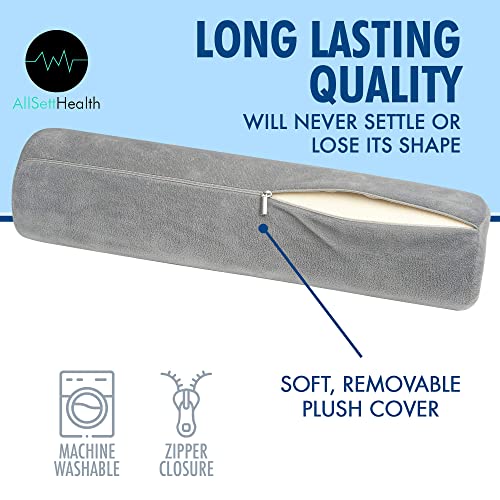 AllSettHealth
LONG LASTING
QUALITY
WILL NEVER SETTLE OR
LOSE ITS SHAPE
SOFT, REMOVABLE
PLUSH COVER
MACHINE
WASHABLE
ZIPPER
CLOSURE